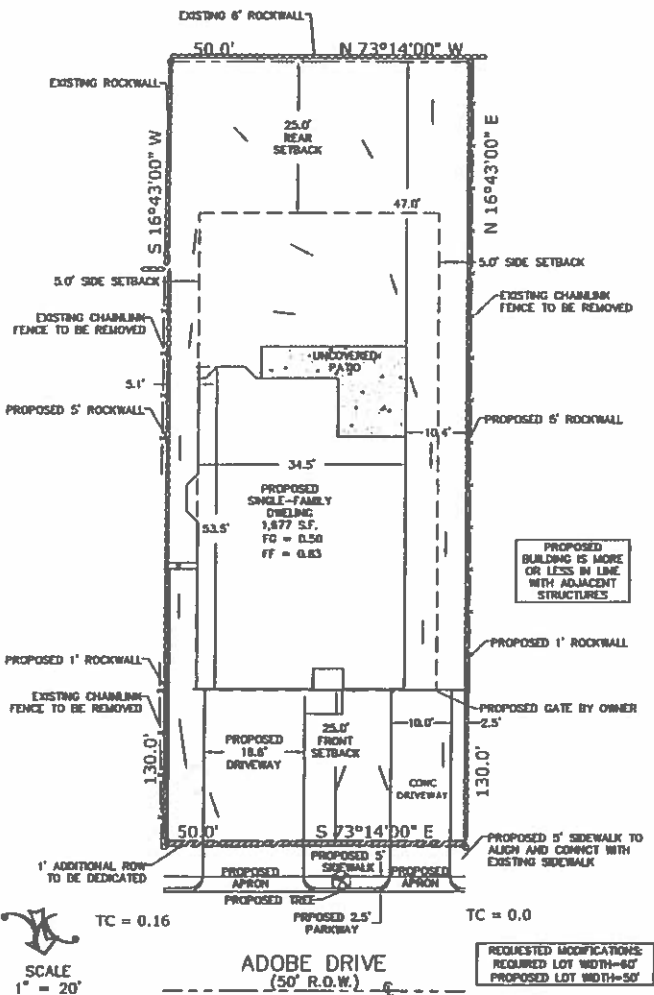 EXISTING 6' ROCKWALL
50.0'
N 73°14'00" W
EXISTING ROCKWALL
S 16°43'00" W
25.0'
REAR
SETBACK
N 16°43'00" E
47.0'
5.0' SIDE SETBACK
5.0' SIDE SETBACK
EXISTING CHAINLINK
FENCE TO BE REMOVED
EXISTING CHAINLINK
FENCE TO BE REMOVED
UNCOVERED
PATIO
5.1'
PROPOSED 5' ROCKWALL
10.4'
PROPOSED 6' ROCKWALL
34.5'
PROPOSED
SINGLE-FAMILY
DWELING
1,877 S.F.
FG = 0.50
FF = 0.83
53.5'
PROPOSED
BUILDING IS MORE
OR LESS IN LINE
WITH ADJACENT
STRUCTURES
PROPOSED 1' ROCKWALL
PROPOSED 1' ROCKWALL
EXISTING CHAINLINK
FENCE TO BE REMOVED
PROPOSED GATE BY OWNER
25.0'
FRONT
SETBACK
10.0'
2.5'
PROPOSED
18.8'
DRIVEWAY
CONC
DRIVEWAY
130.0'
130.0'
50.0'
S 73°14'00" E
PROPOSED 5' SIDEWALK TO
ALIGN AND CONNCT WITH
EXISTING SIDEWALK
1' ADDITIONAL ROW
TO BE DEDICATED
PROPOSED
APRON
PROPOSED 5'
SIDEWALK
PROPOSED
APRON
PROPOSED TREE
PRPOSED 2.5'
PARKWAY
TC = 0.16
TC = 0.0
SCALE
1" = 20'
ADOBE DRIVE
(50' R.O.W.)
REQUESTED MODIFICATIONS:
REQUIRED LOT WIDTH=60'
PROPOSED LOT WIDTH=50'